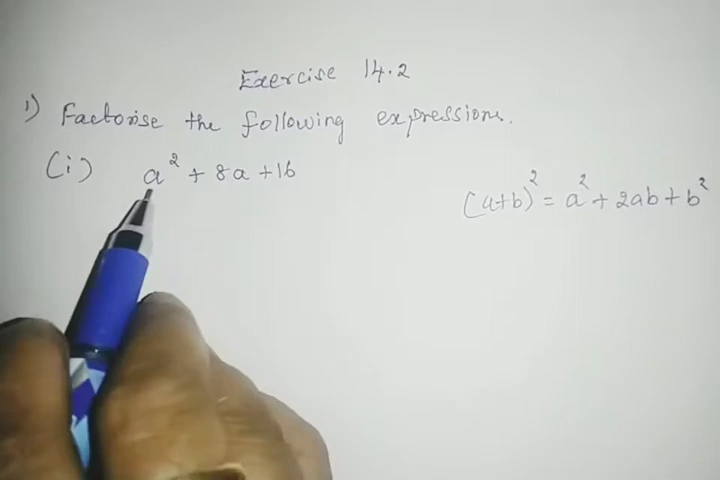 Exercise 14.2
1) Factorise the following expressions.
(i) a² + 8a + 16
(a+b)² = a² + 2ab + b²